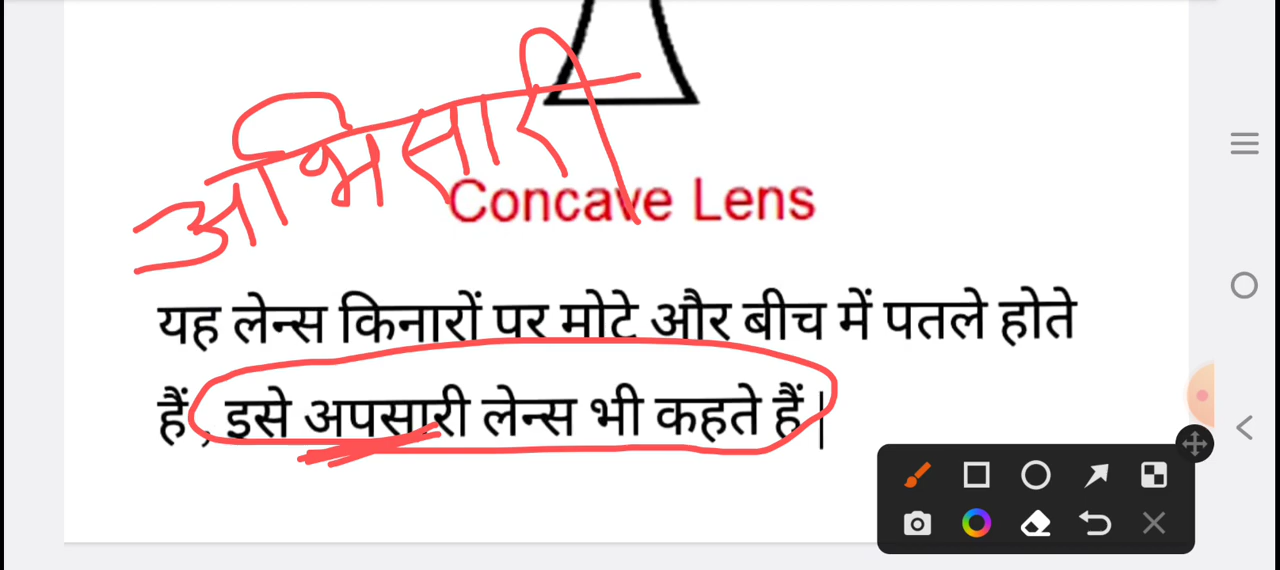 अभिसारी
Concave Lens
यह लेन्स किनारों पर मोटे और बीच में पतले होते
हैं , इसे अपसारी लेन्स भी कहते हैं |